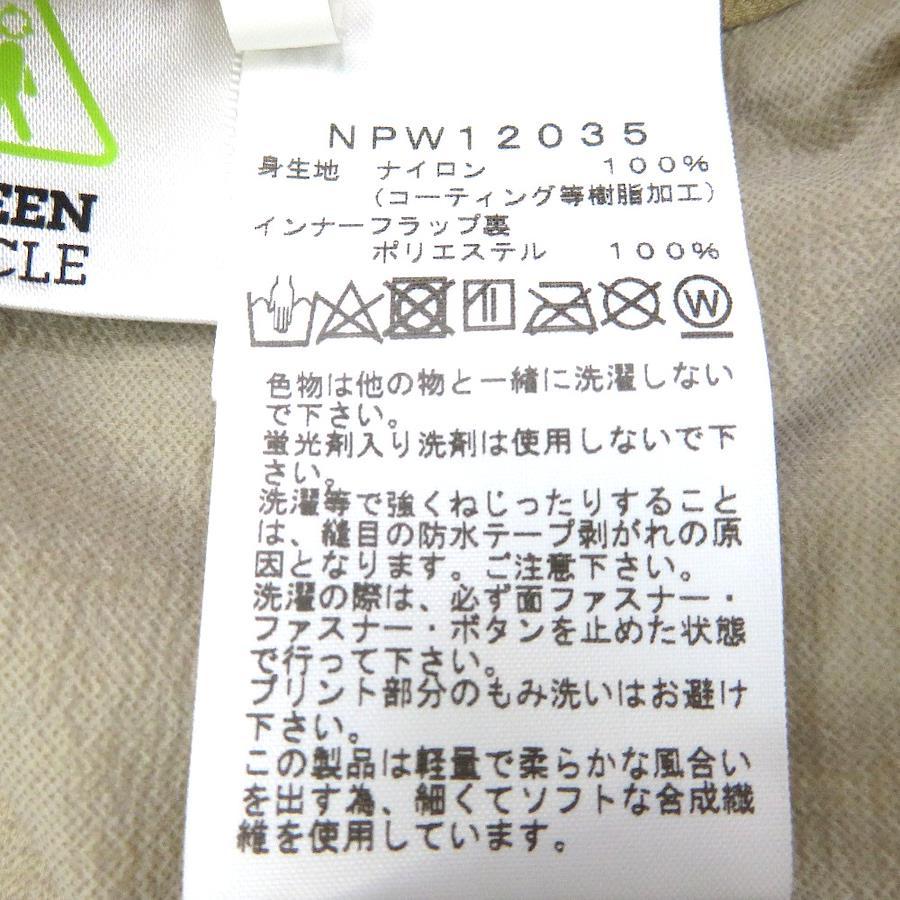 EEN
CLE
NPW12035
身生地 ナイロン 100%
(コーティング等樹脂加工)
インナーフラップ裏
ポリエステル 100%
W
色物は他の物と一緒に洗濯しない
で下さい。
蛍光剤入り洗剤は使用しないで下
さい。
洗濯等で強くねじったりすること
は、縫目の防水テープ剥がれの原
因となります。ご注意下さい。
洗濯の際は、必ず面ファスナー・
ファスナー・ボタンを止めた状態
で行って下さい。
プリント部分のもみ洗いはお避け
下さい。
この製品は軽量で柔らかな風合い
を出す為、細くてソフトな合成繊
維を使用しています。